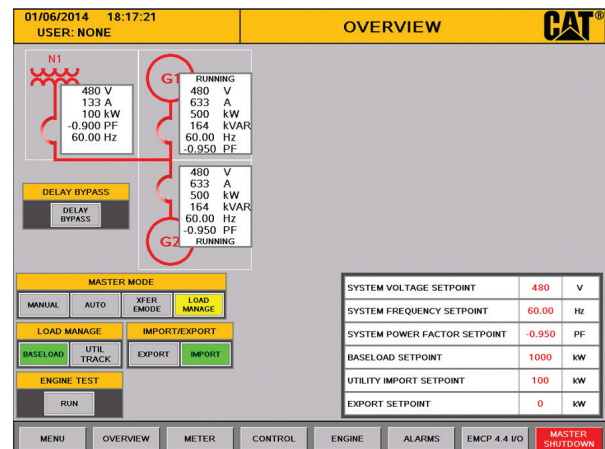 01/06/2014 18:17:21
USER: NONE
OVERVIEW
CAT®
N1
480 V
133 A
100 kW
-0.900 PF
60.00 Hz
G1
RUNNING
480 V
633 A
500 kW
164 kVAR
60.00 Hz
-0.950 PF
480 V
633 A
500 kW
164 kVAR
60.00 Hz
-0.950 PF
RUNNING
G2
DELAY BYPASS
DELAY
BYPASS
MASTER MODE
MANUAL AUTO XFER EMODE LOAD MANAGE
LOAD MANAGE IMPORT/EXPORT
BASELOAD UTIL TRACK EXPORT IMPORT
ENGINE TEST
RUN
SYSTEM VOLTAGE SETPOINT 480 V
SYSTEM FREQUENCY SETPOINT 60.00 Hz
SYSTEM POWER FACTOR SETPOINT -0.950 PF
BASELOAD SETPOINT 1000 kW
UTILITY IMPORT SETPOINT 100 kW
EXPORT SETPOINT 0 kW
MENU OVERVIEW METER CONTROL ENGINE ALARMS EMCP 4.4 I/O MASTER SHUTDOWN